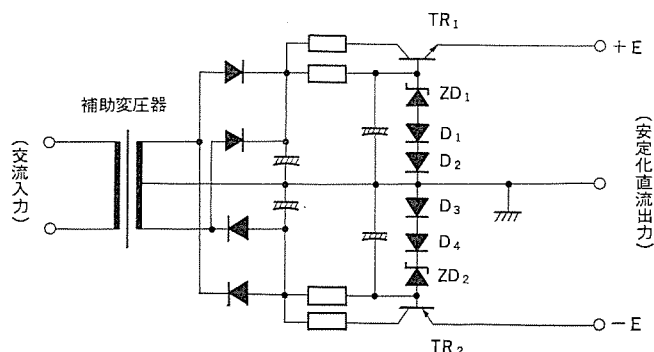 TR₁
+E
補助変圧器
ZD₁
(交流入力)
D₁
D₂
(安定化直流出力)
D₃
D₄
ZD₂
−E
TR₂